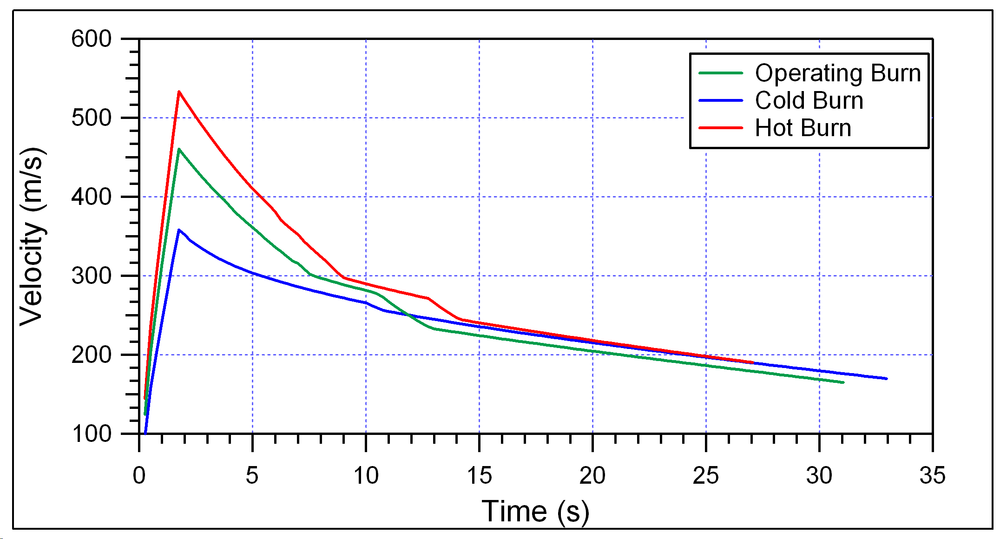 600
500
400
300
200
100
Velocity (m/s)
Operating Burn
Cold Burn
Hot Burn
0 5 10 15 20 25 30 35
Time (s)